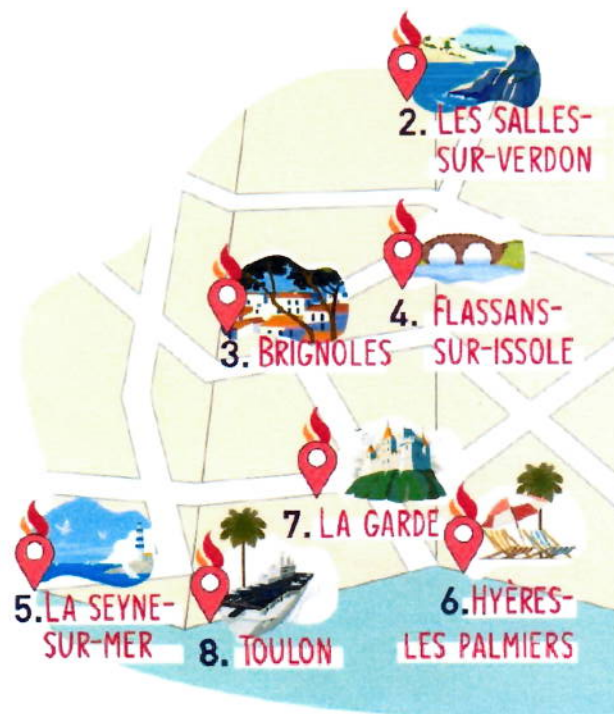 2. LES SALLES-
SUR-VERDON
4. FLASSANS-
SUR-ISSOLE
3. BRIGNOLES
7. LA GARDE
5. LA SEYNE-
SUR-MER
8. TOULON
6. HYÈRES-
LES PALMIERS